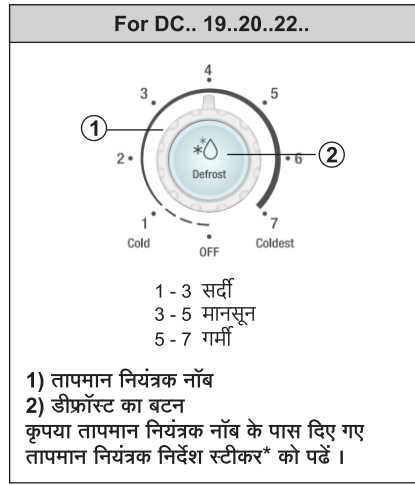 For DC.. 19..20..22..
4
3
5
1
2
2
6
Defrost
1
7
Cold
OFF
Coldest
1 - 3 सर्दी
3 - 5 मानसून
5 - 7 गर्मी
1) तापमान नियंत्रक नॉब
2) डीफ्रॉस्ट का बटन
कृपया तापमान नियंत्रक नॉब के पास दिए गए
तापमान नियंत्रक निर्देश स्टीकर* को पढें ।